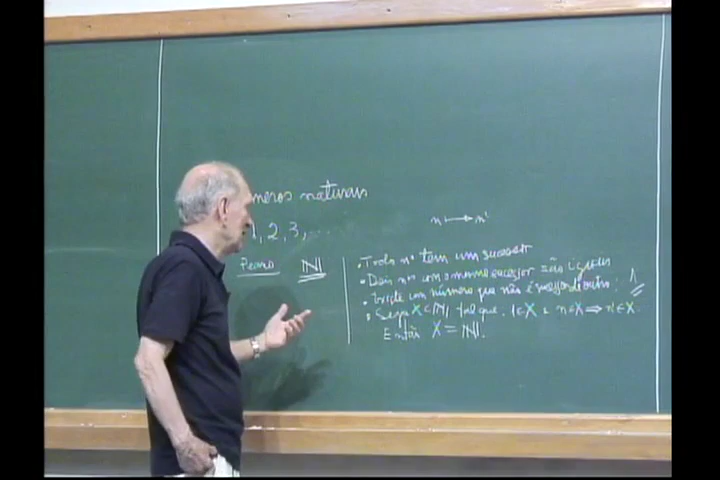 meros naturais
1, 2, 3, ....
n ⟼ n'
Peano ℕ
• Todo nº tem um sucessor
• Dois nos com o mesmo sucessor são iguais
• Existe um número que não é sucessor de outro: 1
• Seja X ⊂ ℕ tal que. 1 ∈ X e n ∈ X ⟹ n' ∈ X.
Então X = ℕ.